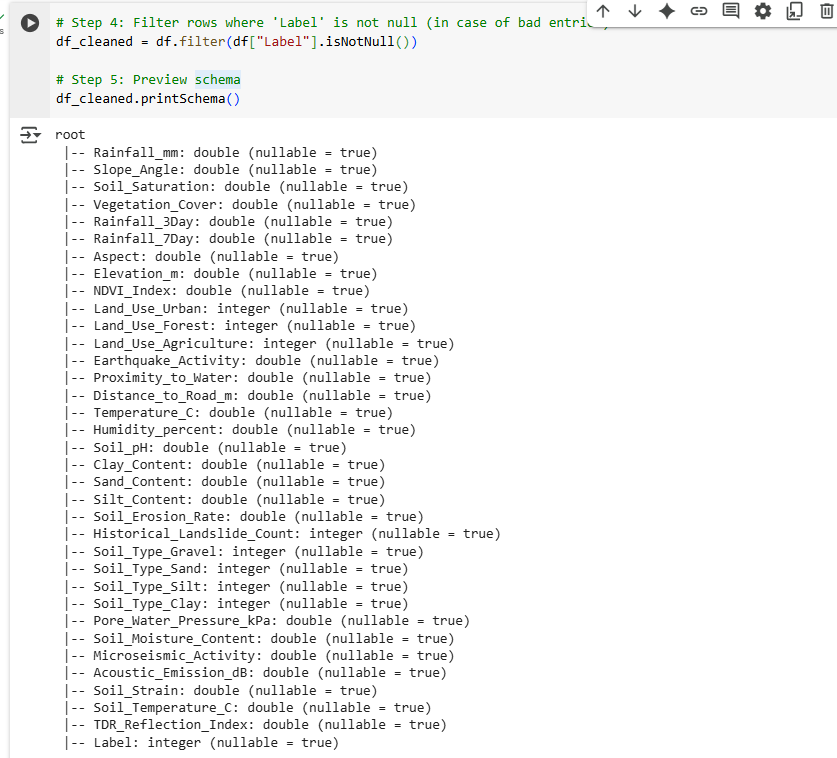 # Step 4: Filter rows where 'Label' is not null (in case of bad
df_cleaned = df.filter(df["Label"].isNotNull())
# Step 5: Preview schema
df_cleaned.printSchema()
root
|-- Rainfall_mm: double (nullable = true)
|-- Slope_Angle: double (nullable = true)
|-- Soil_Saturation: double (nullable = true)
|-- Vegetation_Cover: double (nullable = true)
|-- Rainfall_3Day: double (nullable = true)
|-- Rainfall_7Day: double (nullable = true)
|-- Aspect: double (nullable = true)
|-- Elevation_m: double (nullable = true)
|-- NDVI_Index: double (nullable = true)
|-- Land_Use_Urban: integer (nullable = true)
|-- Land_Use_Forest: integer (nullable = true)
|-- Land_Use_Agriculture: integer (nullable = true)
|-- Earthquake_Activity: double (nullable = true)
|-- Proximity_to_Water: double (nullable = true)
|-- Distance_to_Road_m: double (nullable = true)
|-- Temperature_C: double (nullable = true)
|-- Humidity_percent: double (nullable = true)
|-- Soil_pH: double (nullable = true)
|-- Clay_Content: double (nullable = true)
|-- Sand_Content: double (nullable = true)
|-- Silt_Content: double (nullable = true)
|-- Soil_Erosion_Rate: double (nullable = true)
|-- Historical_Landslide_Count: integer (nullable = true)
|-- Soil_Type_Gravel: integer (nullable = true)
|-- Soil_Type_Sand: integer (nullable = true)
|-- Soil_Type_Silt: integer (nullable = true)
|-- Soil_Type_Clay: integer (nullable = true)
|-- Pore_Water_Pressure_kPa: double (nullable = true)
|-- Soil_Moisture_Content: double (nullable = true)
|-- Microseismic_Activity: double (nullable = true)
|-- Acoustic_Emission_dB: double (nullable = true)
|-- Soil_Strain: double (nullable = true)
|-- Soil_Temperature_C: double (nullable = true)
|-- TDR_Reflection_Index: double (nullable = true)
|-- Label: integer (nullable = true)